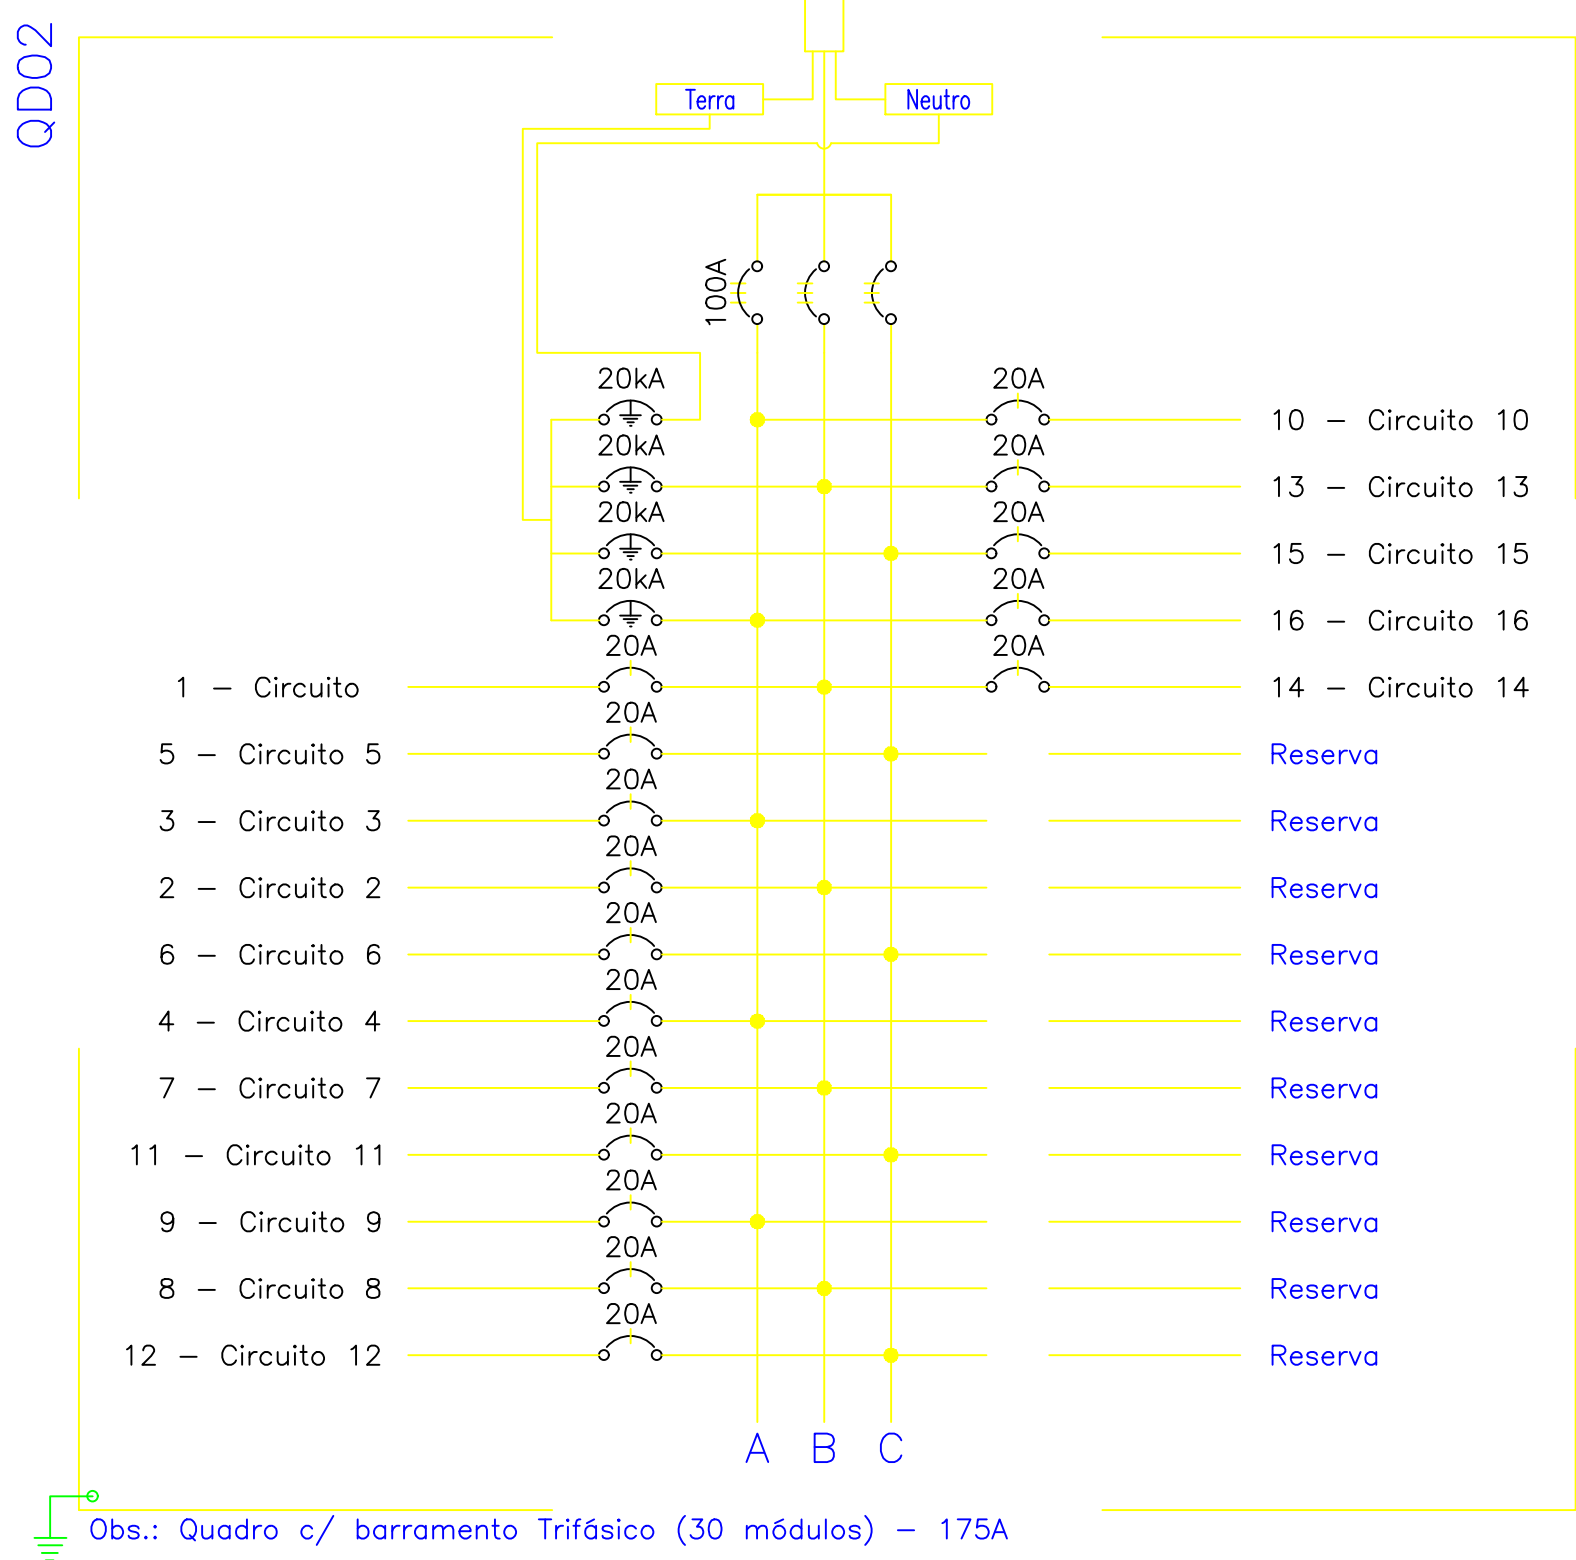 QD02
Terra
Neutro
100A
20kA
20A
10 - Circuito 10
20kA
20A
13 - Circuito 13
20kA
20A
15 - Circuito 15
20kA
20A
16 - Circuito 16
20A
20A
1 - Circuito
14 - Circuito 14
20A
5 - Circuito 5
Reserva
20A
3 - Circuito 3
Reserva
20A
2 - Circuito 2
Reserva
20A
6 - Circuito 6
Reserva
20A
4 - Circuito 4
Reserva
20A
7 - Circuito 7
Reserva
20A
11 - Circuito 11
Reserva
20A
9 - Circuito 9
Reserva
20A
8 - Circuito 8
Reserva
20A
12 - Circuito 12
Reserva
A B C
Obs.: Quadro c/ barramento Trifásico (30 módulos) - 175A